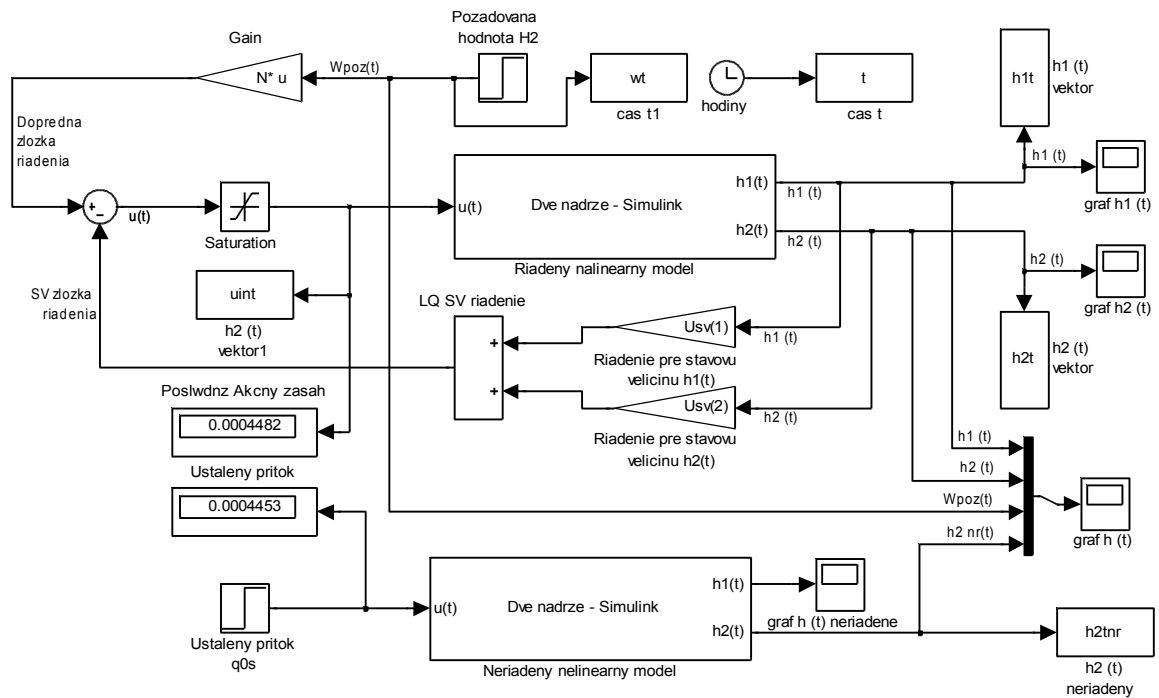 Pozadovana
hodnota H2
Gain
N* u
Wpoz(t)
wt
cas t1
hodiny
t
cas t
h1t
h1 (t)
vektor
Dopredna
zlozka
riadenia
h1(t)
h1 (t)
h1 (t)
graf h1 (t)
u(t)
Saturation
u(t)
Dve nadrze - Simulink
h2(t)
h2 (t)
Riadeny nalinearny model
h2 (t)
graf h2 (t)
SV zlozka
riadenia
uint
h2 (t)
vektor1
LQ SV riadenie
+
+
Usv(1)
h1 (t)
Riadenie pre stavovu
velicinu h1(t)
Usv(2)
h2 (t)
Riadenie pre stavovu
velicinu h2(t)
h2t
h2 (t)
vektor
Poslwdnz Akcny zasah
0.0004482
Ustaleny pritok
0.0004453
h1 (t)
h2 (t)
Wpoz(t)
h2 nr(t)
graf h (t)
Ustaleny pritok
q0s
u(t)
Dve nadrze - Simulink
h1(t)
h2(t)
Neriadeny nelinearny model
graf h (t) neriadene
h2tnr
h2 (t)
neriadeny